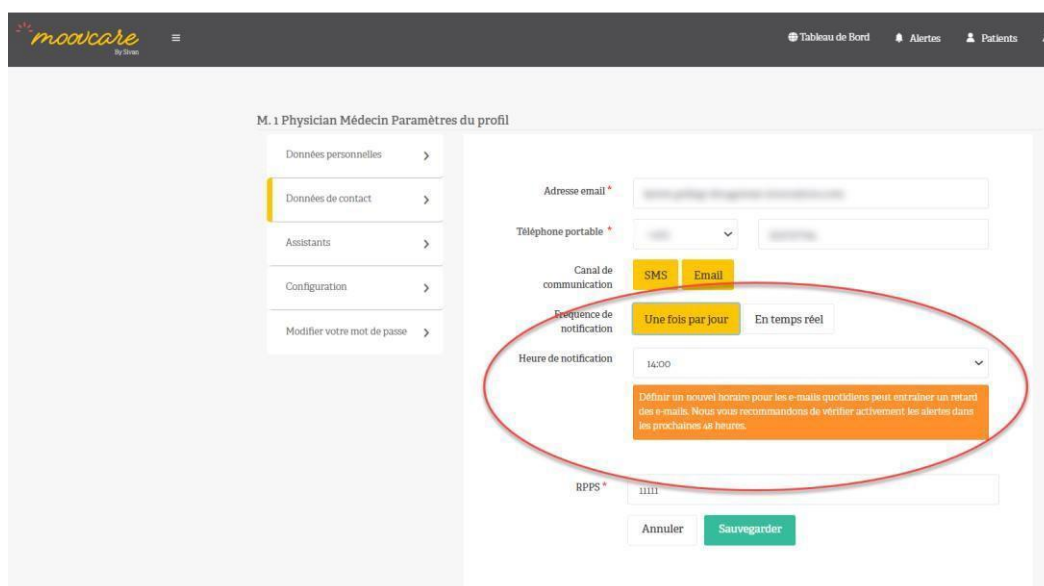 moovcare
By Sivan
Tableau de Bord
Alertes
Patients
M. 1 Physician Médecin Paramètres du profil
Données personnelles
Données de contact
Assistants
Configuration
Modifier votre mot de passe
Adresse email *
Téléphone portable *
Canal de
communication
SMS
Email
Fréquence de
notification
Une fois par jour
En temps réel
Heure de notification
14:00
Définir un nouvel horaire pour les e-mails quotidiens peut entraîner un retard
des e-mails. Nous vous recommandons de vérifier activement les alertes dans
les prochaines 48 heures.
RPPS *
11111
Annuler
Sauvegarder